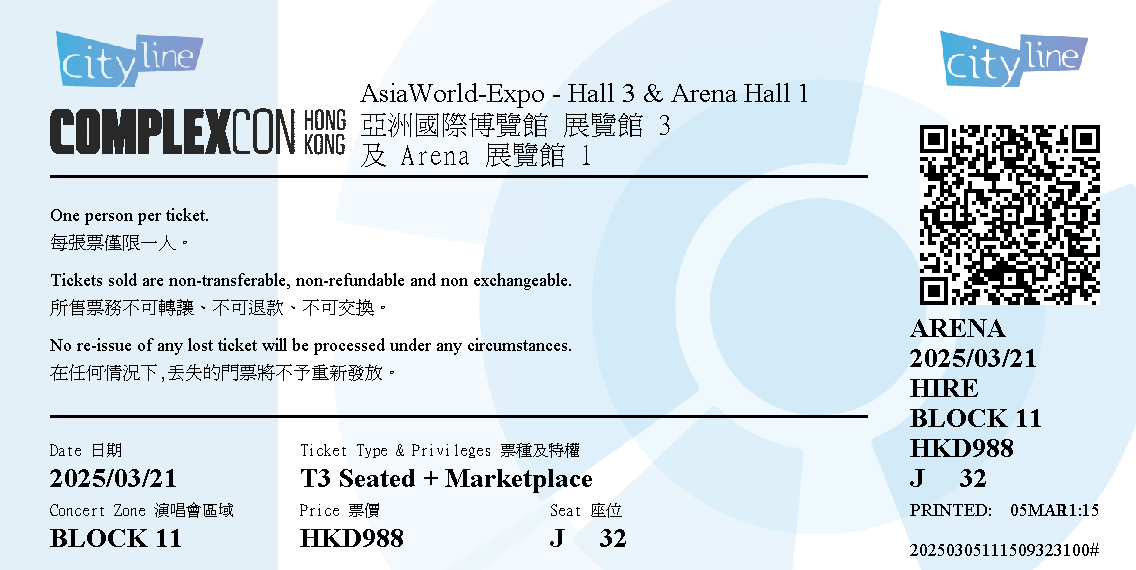 cityline
COMPLEXCON HONG KONG
AsiaWorld-Expo - Hall 3 & Arena Hall 1
亞洲國際博覽館 展覽館 3
及 Arena 展覽館 1
One person per ticket.
每張票僅限一人。
Tickets sold are non-transferable, non-refundable and non exchangeable.
所售票務不可轉讓、不可退款、不可交換。
No re-issue of any lost ticket will be processed under any circumstances.
在任何情況下,丟失的門票將不予重新發放。
Date 日期
2025/03/21
Ticket Type & Privileges 票種及特權
T3 Seated + Marketplace
Concert Zone 演唱會區域
BLOCK 11
Price 票價
HKD988
Seat 座位
J 32
cityline
ARENA
2025/03/21
HIRE
BLOCK 11
HKD988
J 32
PRINTED: 05MAR11:15
20250305111509323100#